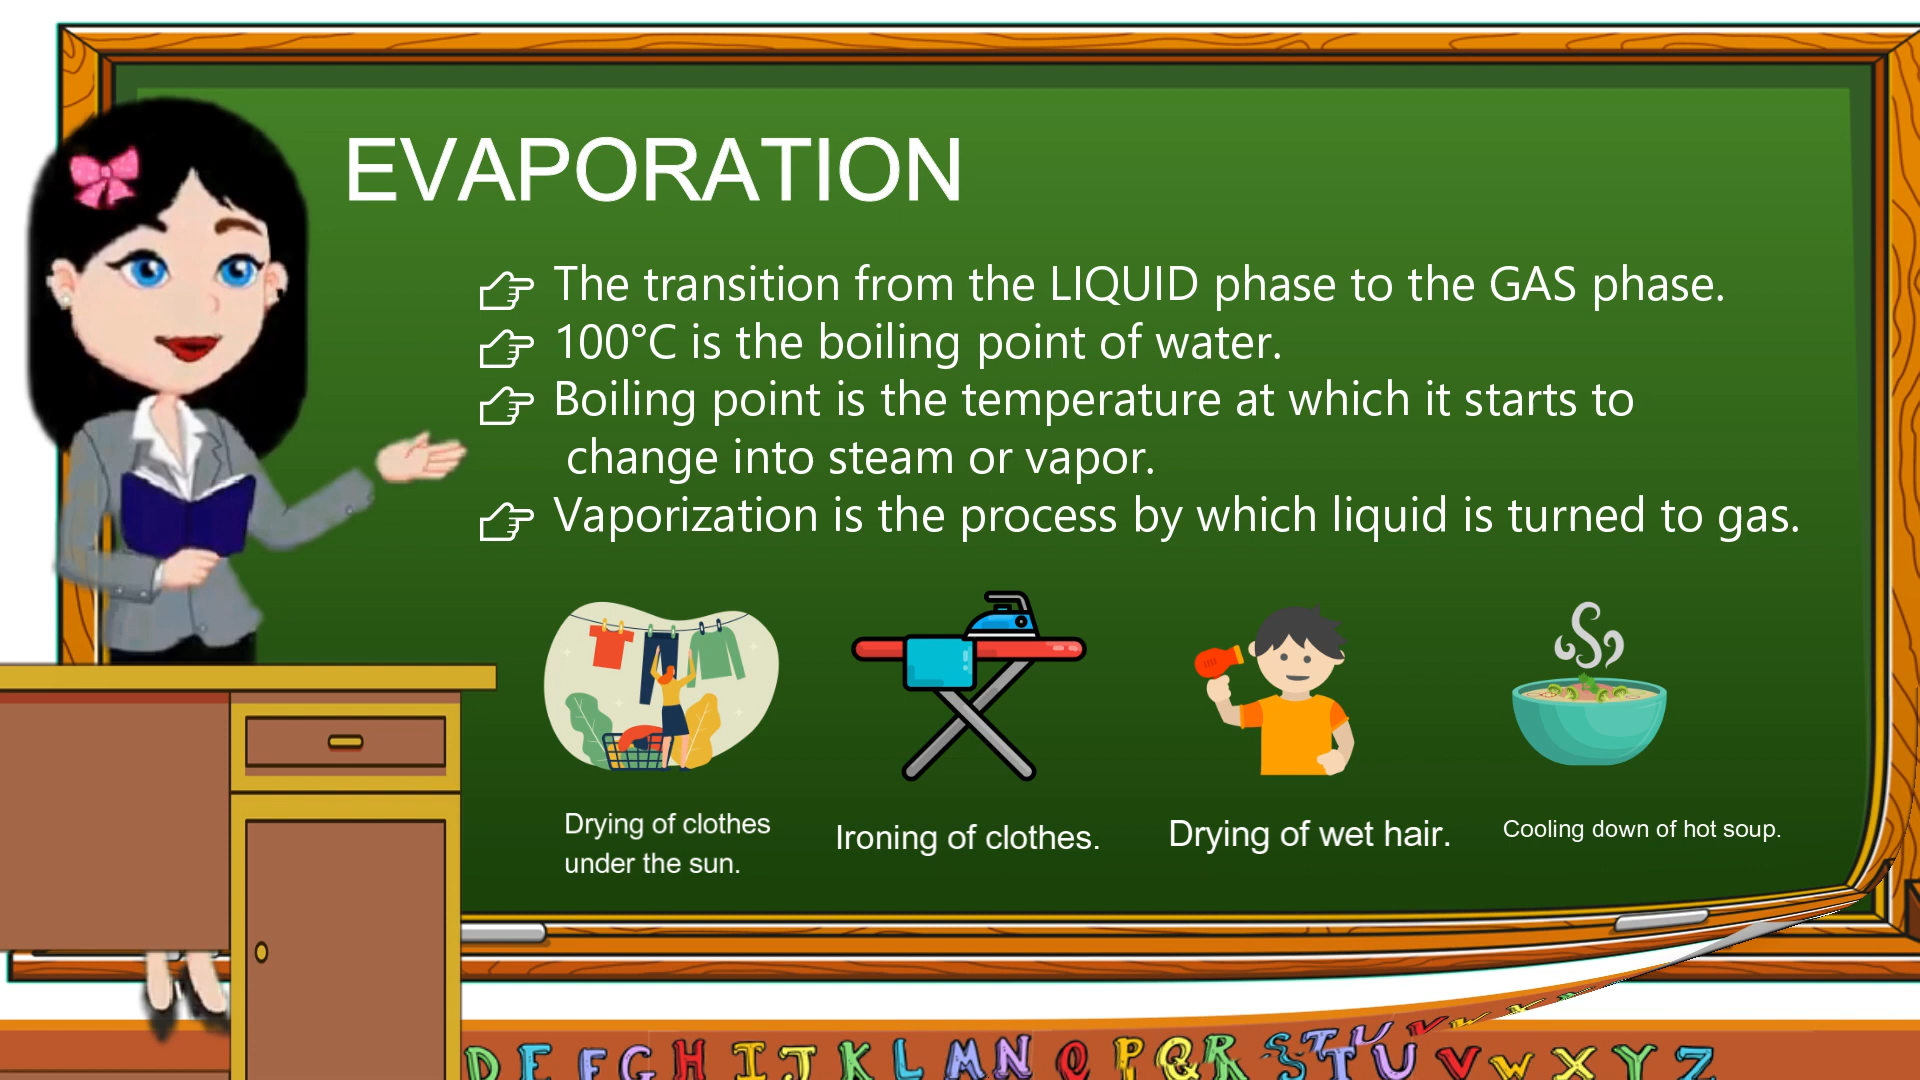 EVAPORATION
The transition from the LIQUID phase to the GAS phase.
100°C is the boiling point of water.
Boiling point is the temperature at which it starts to
change into steam or vapor.
Vaporization is the process by which liquid is turned to gas.
Drying of clothes
under the sun.
Ironing of clothes.
Drying of wet hair.
Cooling down of hot soup.
D E F G H I J K L M N O P Q R S T U V W X Y Z